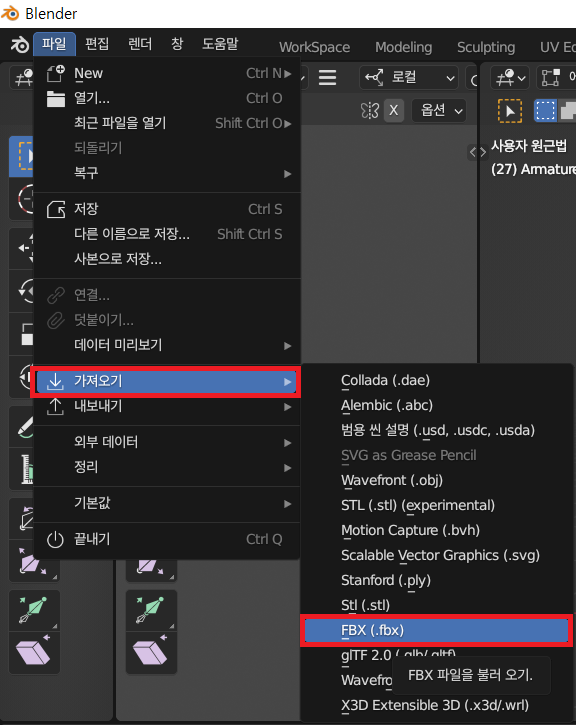 Blender
파일 편집 렌더 창 도움말 WorkSpace Modeling Sculpting UV
New Ctrl N
열기... Ctrl O
최근 파일을 열기 Shift Ctrl O
되돌리기
복구
저장 Ctrl S
다른 이름으로 저장... Shift Ctrl S
사본으로 저장...
연결...
덧붙이기...
데이터 미리보기
가져오기
내보내기
외부 데이터
정리
기본값
끝내기 Ctrl Q
로컬
X 옵션
사용자 원근법
(27) Armature
Collada (.dae)
Alembic (.abc)
범용 씬 설명 (.usd, .usdc, .usda)
SVG as Grease Pencil
Wavefront (.obj)
STL (.stl) (experimental)
Motion Capture (.bvh)
Scalable Vector Graphics (.svg)
Stanford (.ply)
Stl (.stl)
FBX (.fbx)
glTF 2.0 (.glb/.gltf)
FBX 파일을 불러 오기.
X3D Extensible 3D (.x3d/.wrl)